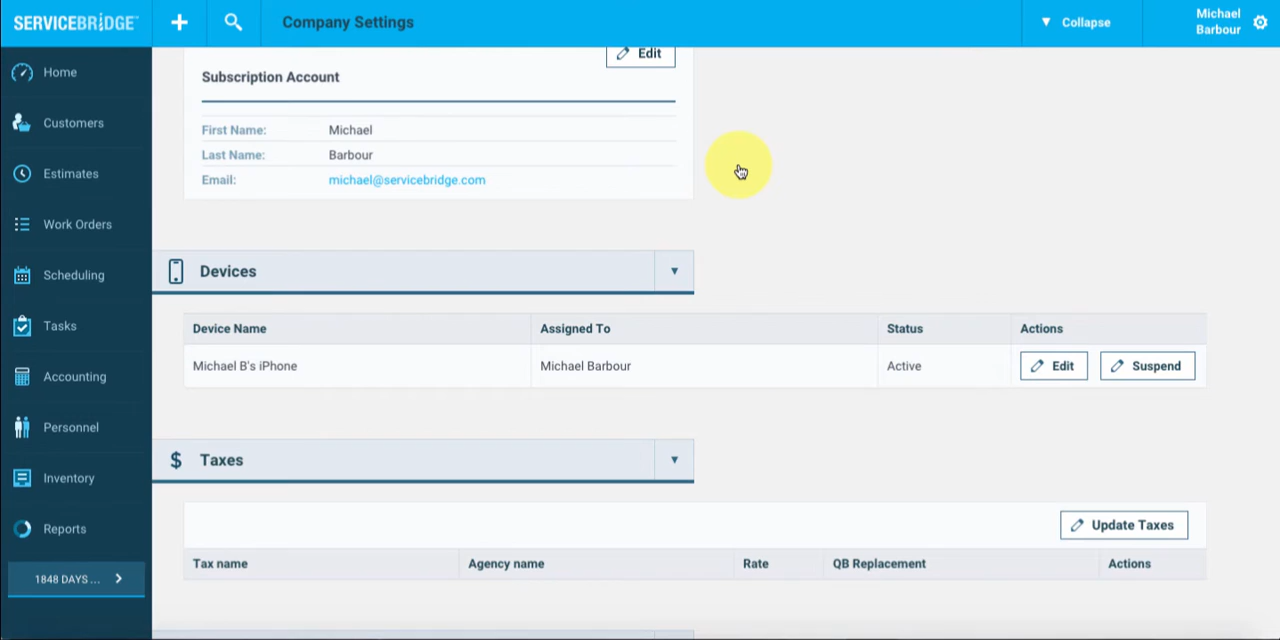 SERVICEBRIDGE
Company Settings
Collapse
Michael
Barbour
Home
Customers
Estimates
Work Orders
Scheduling
Tasks
Accounting
Personnel
Inventory
Reports
1848 DAYS ...
Edit
Subscription Account
First Name: Michael
Last Name: Barbour
Email: michael@servicebridge.com
Devices
Device Name Assigned To Status Actions
Michael B's iPhone Michael Barbour Active Edit Suspend
$ Taxes
Update Taxes
Tax name Agency name Rate QB Replacement Actions